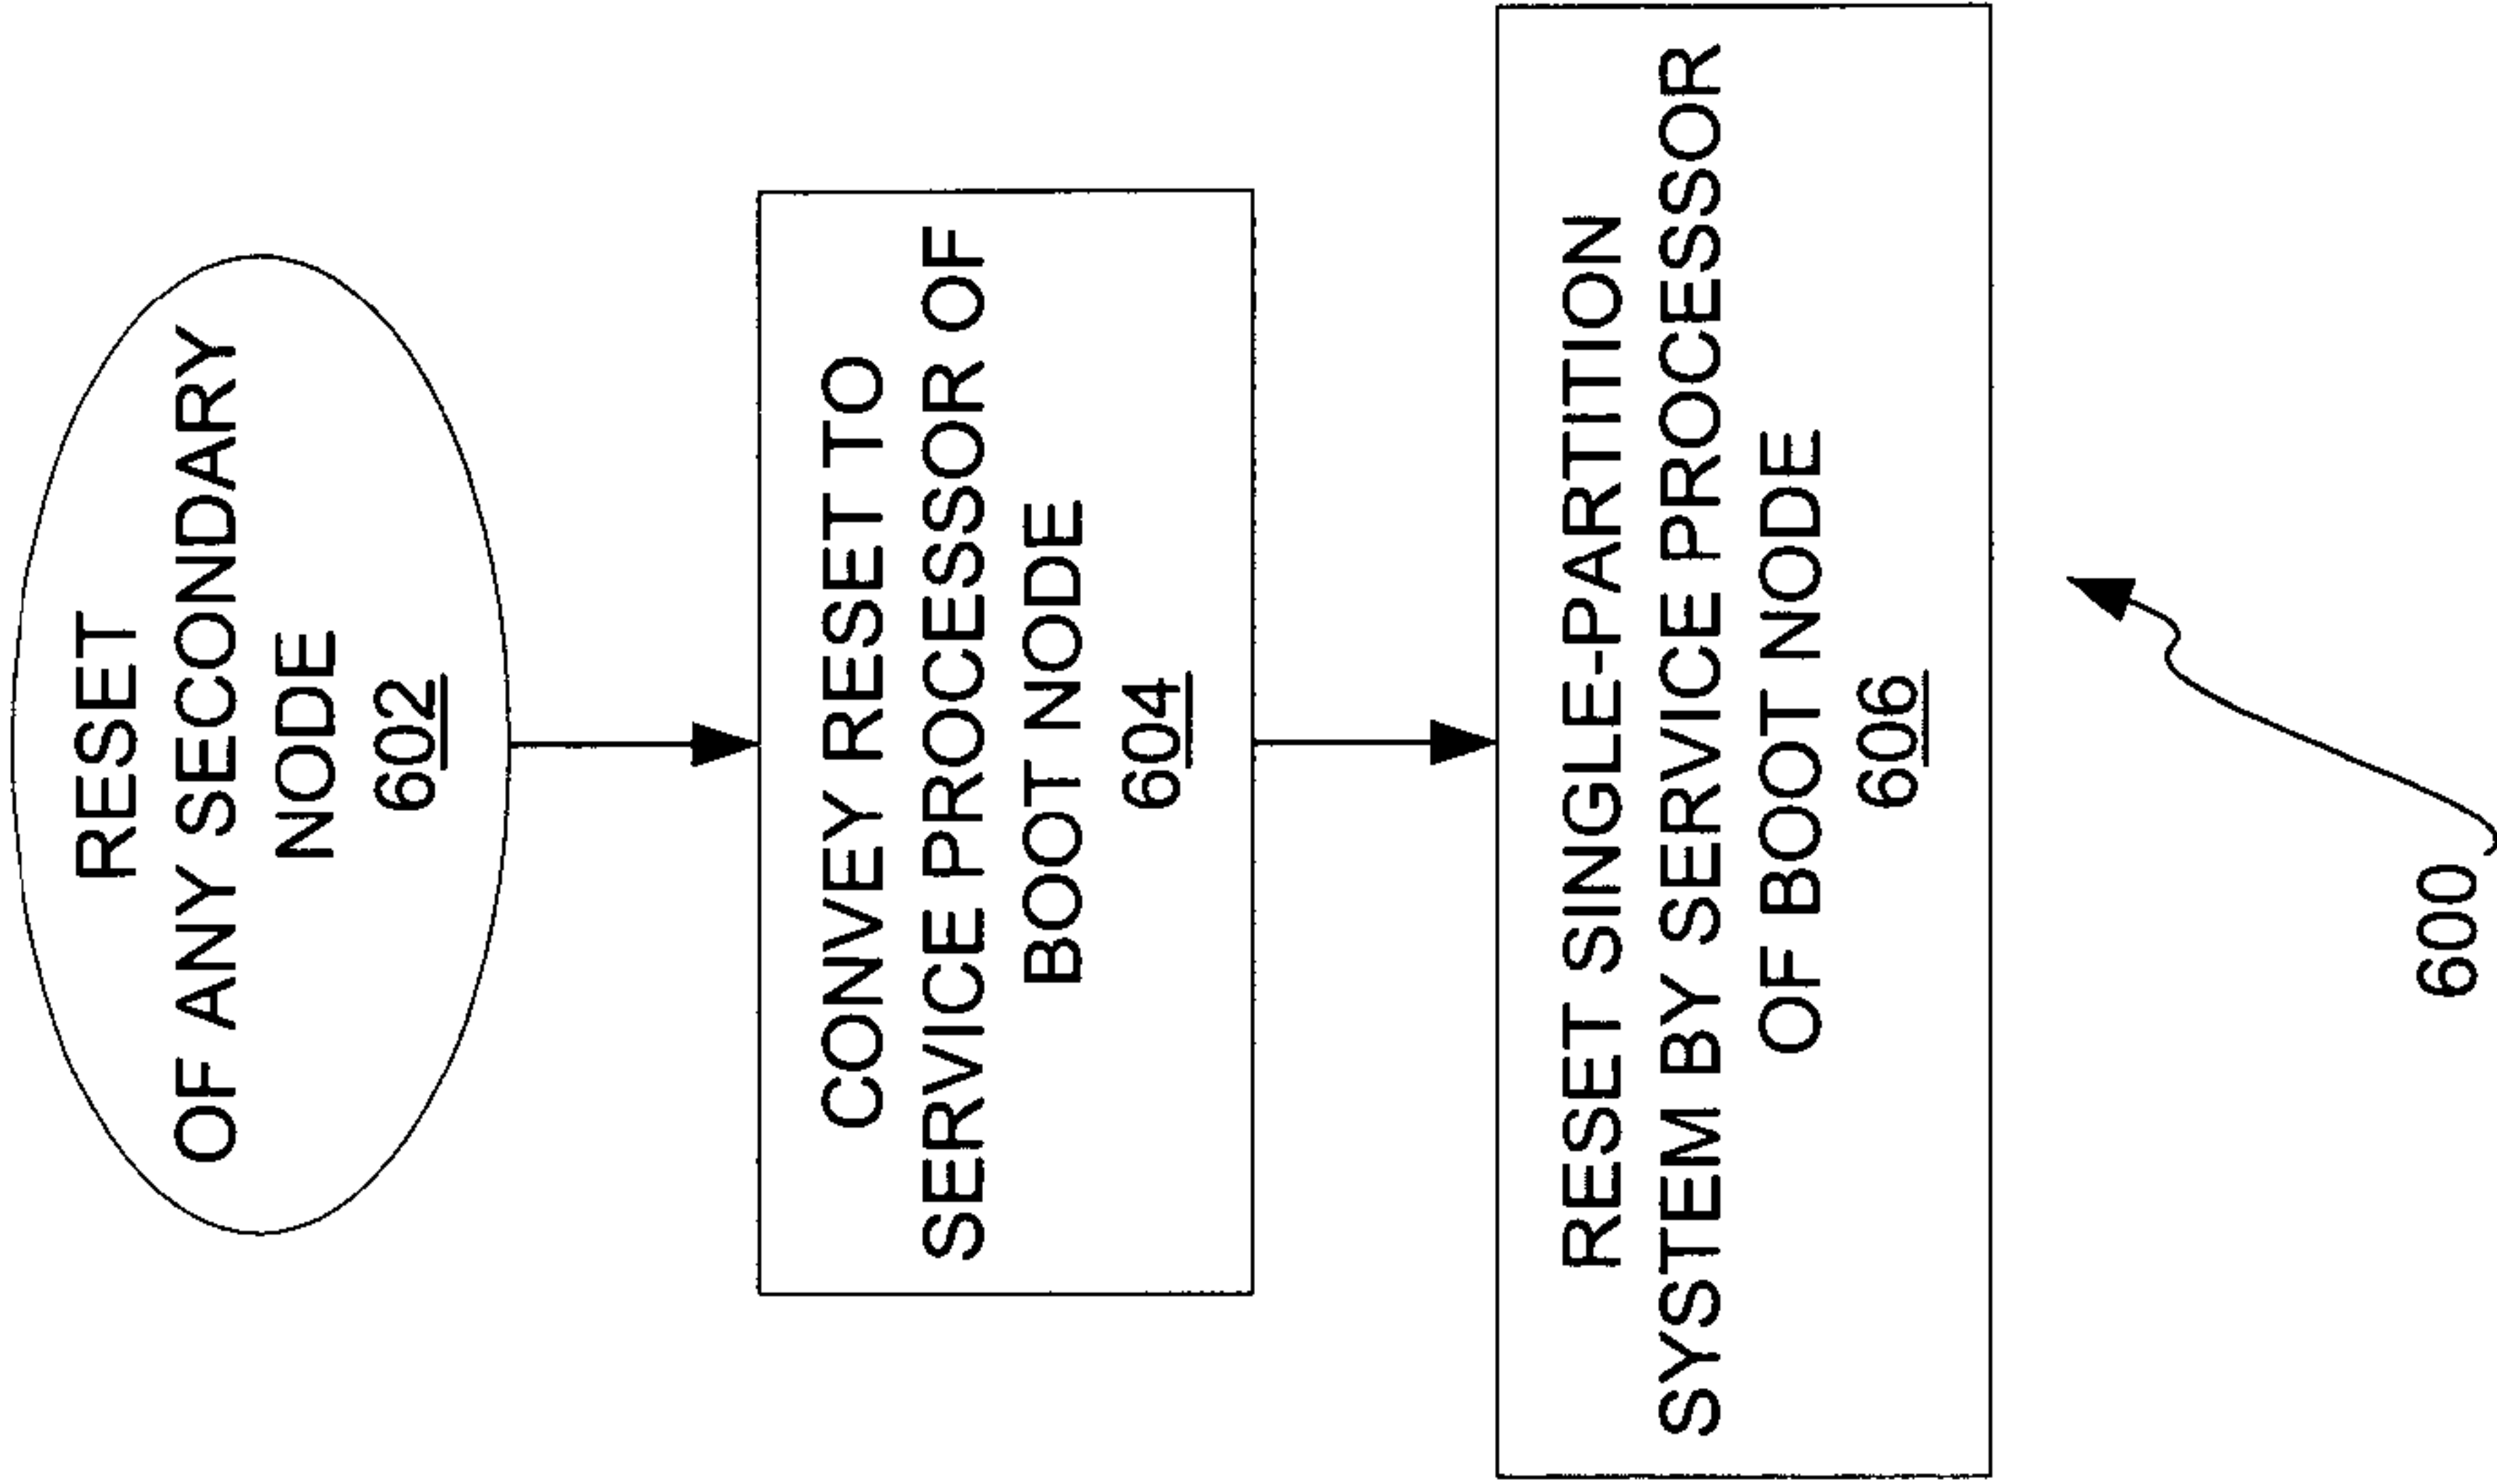 RESET
OF ANY SECONDARY
NODE
602
CONVEY RESET TO
SERVICE PROCESSOR OF
BOOT NODE
604
RESET SINGLE-PARTITION
SYSTEM BY SERVICE PROCESSOR
OF BOOT NODE
606
600